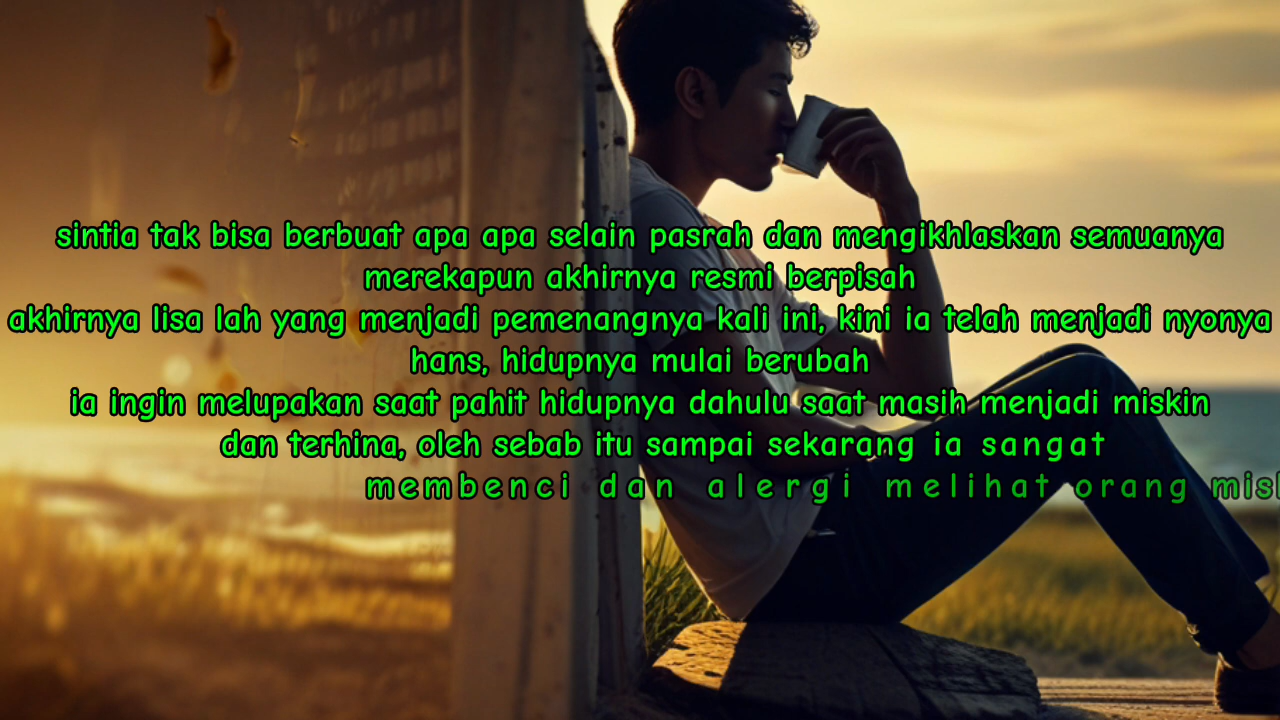 sintia tak bisa berbuat apa apa selain pasrah dan mengikhlaskan semuanya
merekapun akhirnya resmi berpisah
akhirnya lisa lah yang menjadi pemenangnya kali ini, kini ia telah menjadi nyonya
hans, hidupnya mulai berubah
ia ingin melupakan saat pahit hidupnya dahulu saat masih menjadi miskin
dan terhina, oleh sebab itu sampai sekarang ia sangat
membenci dan alergi melihat orang